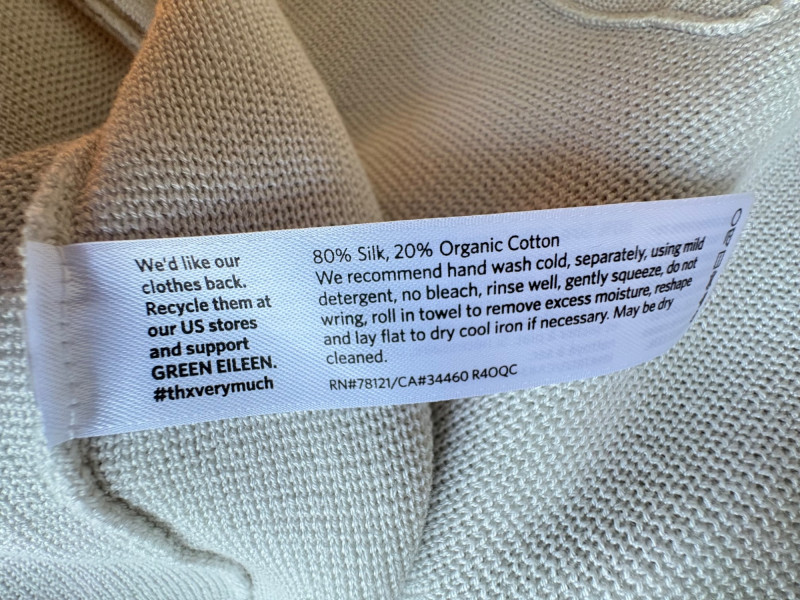 We'd like our
clothes back.
Recycle them at
our US stores
and support
GREEN EILEEN.
#thxverymuch
80% Silk, 20% Organic Cotton
We recommend hand wash cold, separately, using mild
detergent, no bleach, rinse well, gently squeeze, do not
wring, roll in towel to remove excess moisture, reshape
and lay flat to dry cool iron if necessary. May be dry
cleaned.
RN#78121/CA#34460 R4OQC